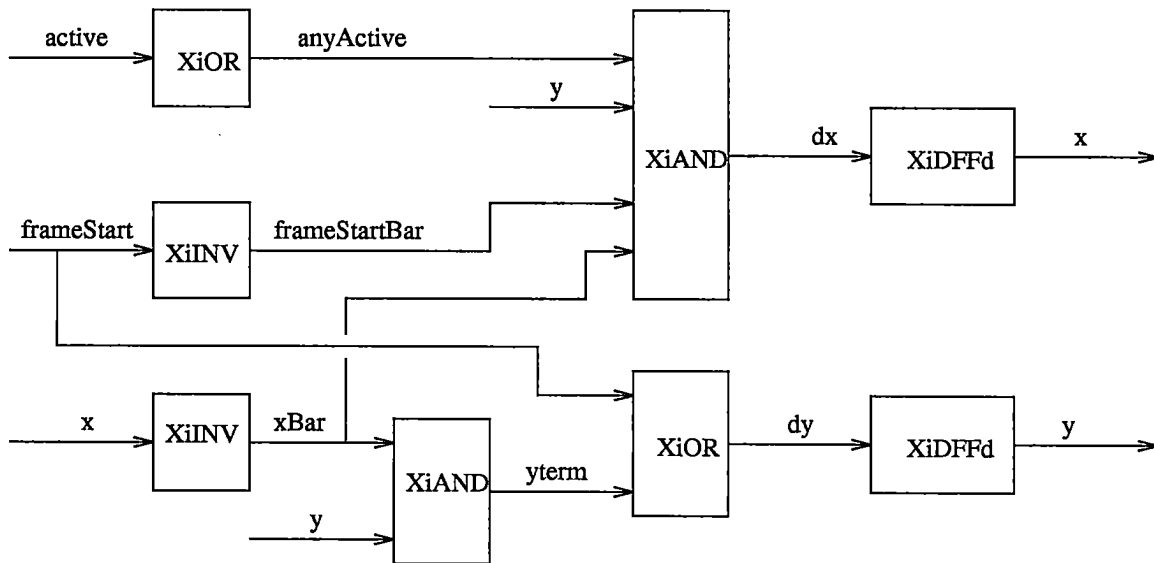 active
XiOR
anyActive
y
XiAND
dx
XiDFFd
x
frameStart
XiINV
frameStartBar
x
XiINV
xBar
XiAND
y
yterm
XiOR
dy
XiDFFd
y